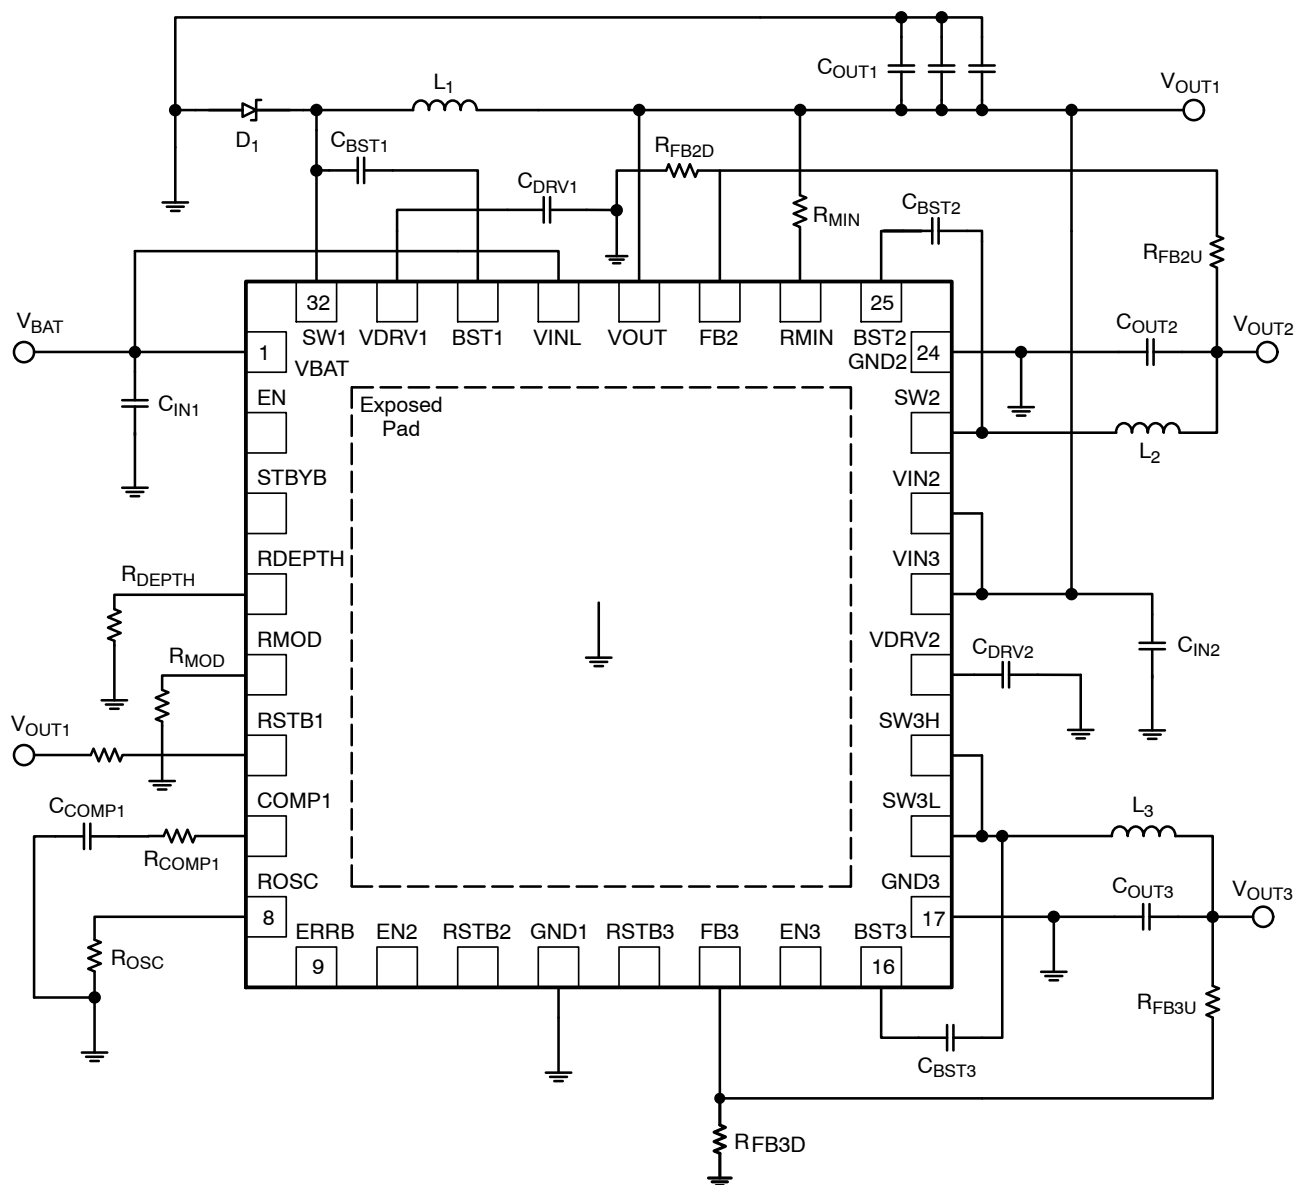 COUT1
L1
VOUT1
D1
CBST1
RFB2D
CDRV1
CBST2
RMIN
RFB2U
32
25
VBAT
SW1
VDRV1
BST1
VINL
VOUT
FB2
RMIN
BST2
COUT2
VOUT2
1
VBAT
GND2
24
CIN1
EN
Exposed
Pad
SW2
L2
STBYB
VIN2
RDEPTH
RDEPTH
VIN3
RMOD
RMOD
VDRV2
CDRV2
CIN2
VOUT1
RSTB1
SW3H
CCOMP1
COMP1
SW3L
L3
RCOMP1
ROSC
GND3
COUT3
VOUT3
8
17
ERRB
EN2
RSTB2
GND1
RSTB3
FB3
EN3
BST3
ROSC
9
16
RFB3U
CBST3
RFB3D